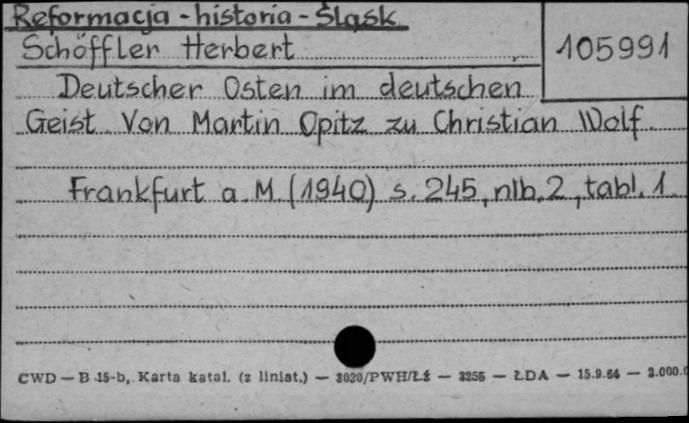 Reformacja - historia - Śląsk
105991
Schöffler Herbert
Deutscher Osten im deutschen
Geist. Von Martin Opitz zu Christian Wolf.
Frankfurt a. M. (1940) s. 245, nlb. 2, tabl. 1.
CWD — B 15-b, Karta katal. (z liniat.) — 3020/PWH/Łż — 3256 — ŁDA — 15.9.54 — 2.000.0